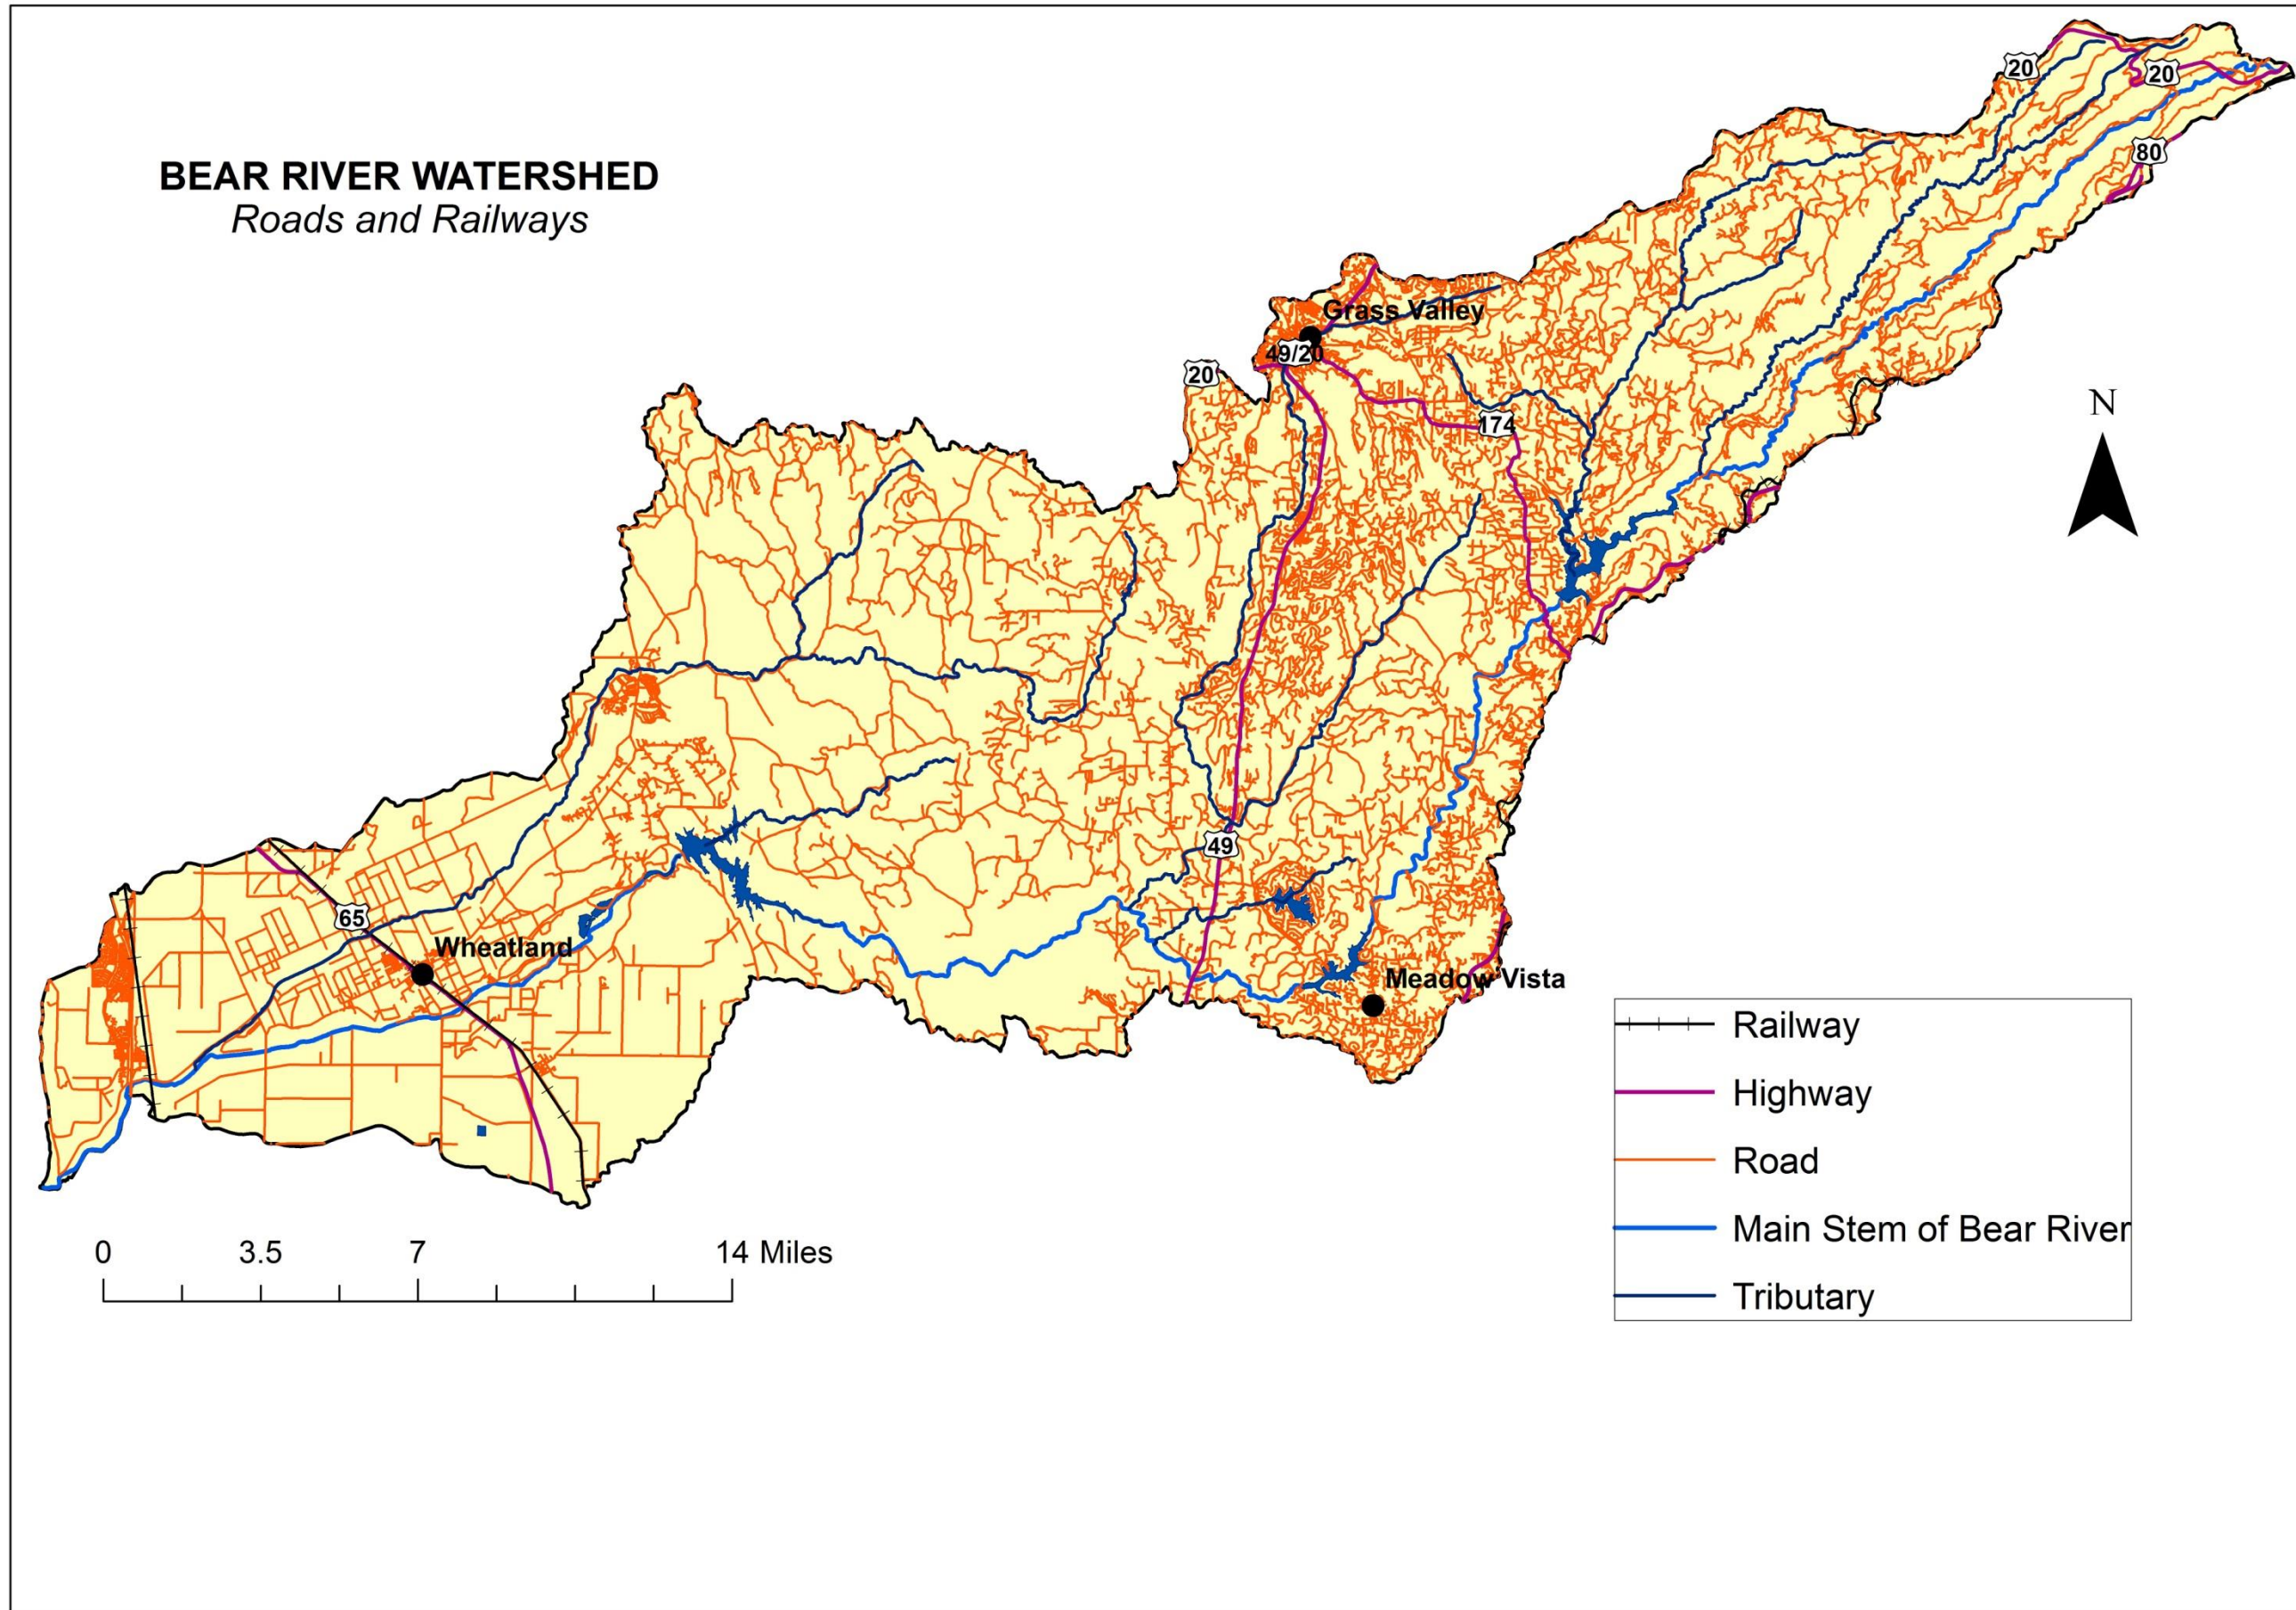 BEAR RIVER WATERSHED
Roads and Railways
20
20
80
Grass Valley
49/20
20
174
N
49
65
Wheatland
Meadow Vista
Railway
Highway
Road
Main Stem of Bear River
Tributary
0 3.5 7 14 Miles